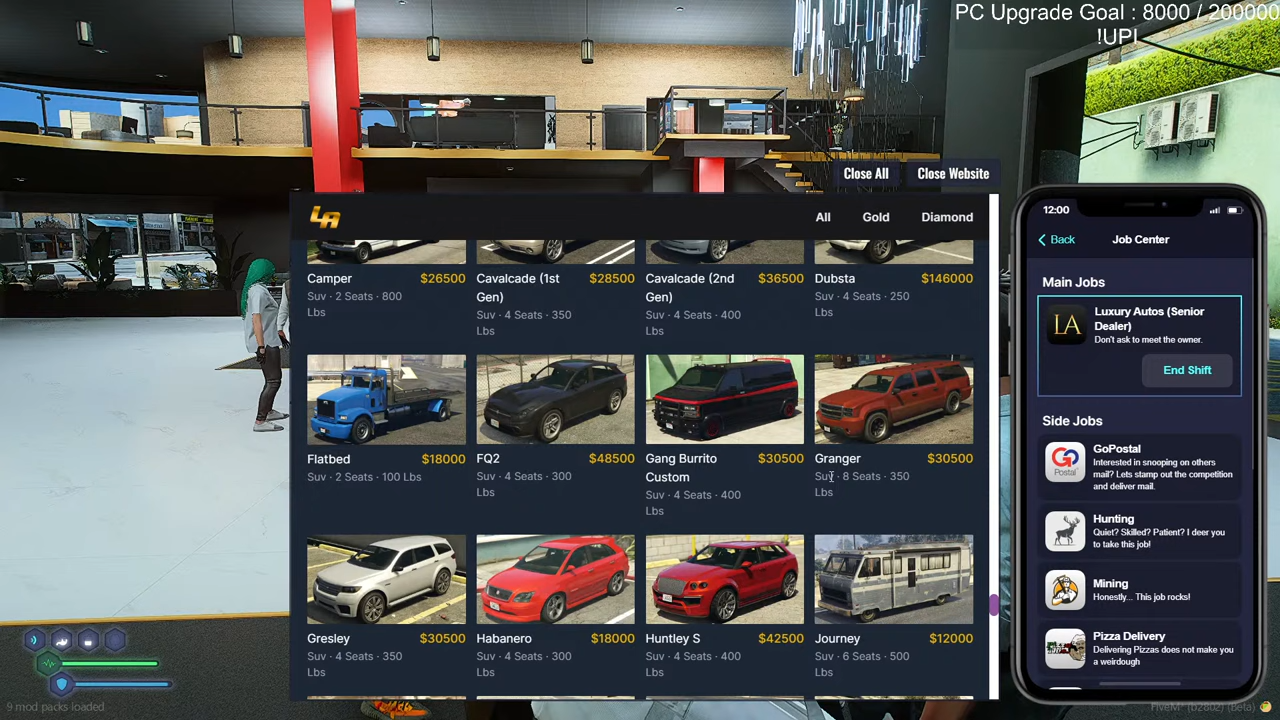 PC Upgrade Goal : 8000 / 200000
!UPI
Close All
Close Website
LA
All
Gold
Diamond
Camper $26500
Suv · 2 Seats · 800
Lbs
Cavalcade (1st $28500
Gen)
Suv · 4 Seats · 350
Lbs
Cavalcade (2nd $36500
Gen)
Suv · 4 Seats · 400
Lbs
Dubsta $146000
Suv · 4 Seats · 250
Lbs
Flatbed $18000
Suv · 2 Seats · 100 Lbs
FQ2 $48500
Suv · 4 Seats · 300
Lbs
Gang Burrito $30500
Custom
Suv · 4 Seats · 400
Lbs
Granger $30500
Suv · 8 Seats · 350
Lbs
Gresley $30500
Suv · 4 Seats · 350
Lbs
Habanero $18000
Suv · 4 Seats · 300
Lbs
Huntley S $42500
Suv · 4 Seats · 400
Lbs
Journey $12000
Suv · 6 Seats · 500
Lbs
12:00
Back
Job Center
Main Jobs
LA
Luxury Autos (Senior
Dealer)
Don't ask to meet the owner.
End Shift
Side Jobs
Postal
GoPostal
Interested in snooping on others
mail? Lets stamp out the competition
and deliver mail.
Hunting
Quiet? Skilled? Patient? I deer you
to take this job!
Mining
Honestly... This job rocks!
Pizza Delivery
Delivering Pizzas does not make you
a weirdough
9 mod packs loaded
FiveM* (b2802) (Beta)